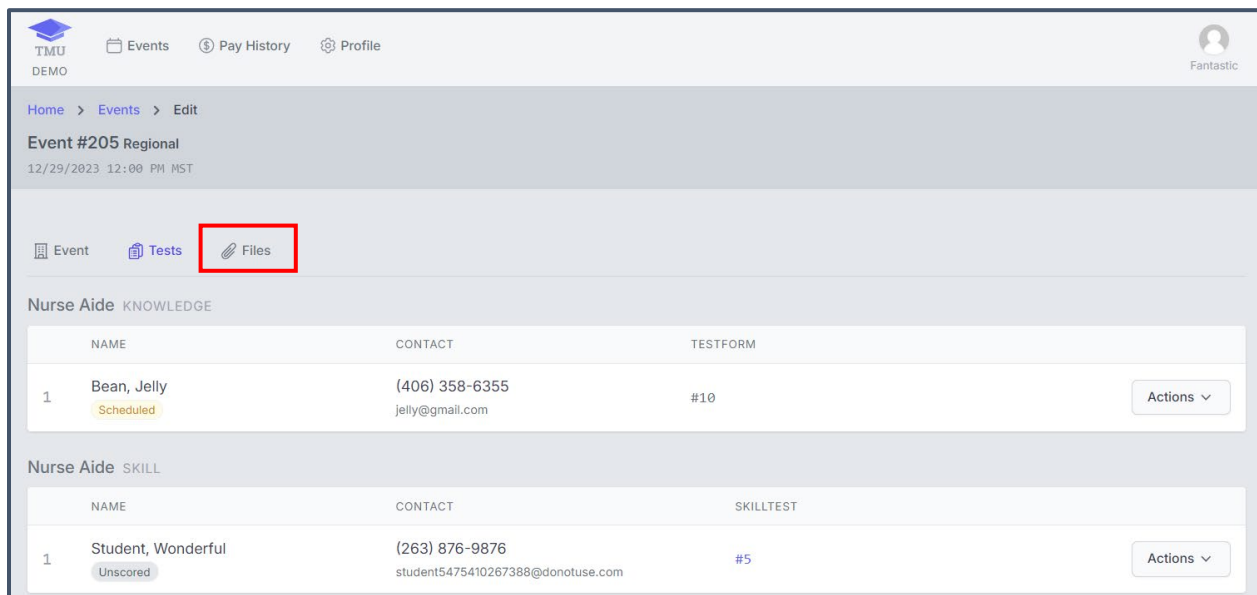 TMU
DEMO
Events
Pay History
Profile
Fantastic
Home > Events > Edit
Event #205 Regional
12/29/2023 12:00 PM MST
Event
Tests
Files
Nurse Aide KNOWLEDGE
NAME CONTACT TESTFORM
1 Bean, Jelly (406) 358-6355 #10 Actions
Scheduled jelly@gmail.com
Nurse Aide SKILL
NAME CONTACT SKILLTEST
1 Student, Wonderful (263) 876-9876 #5 Actions
Unscored student5475410267388@donotuse.com